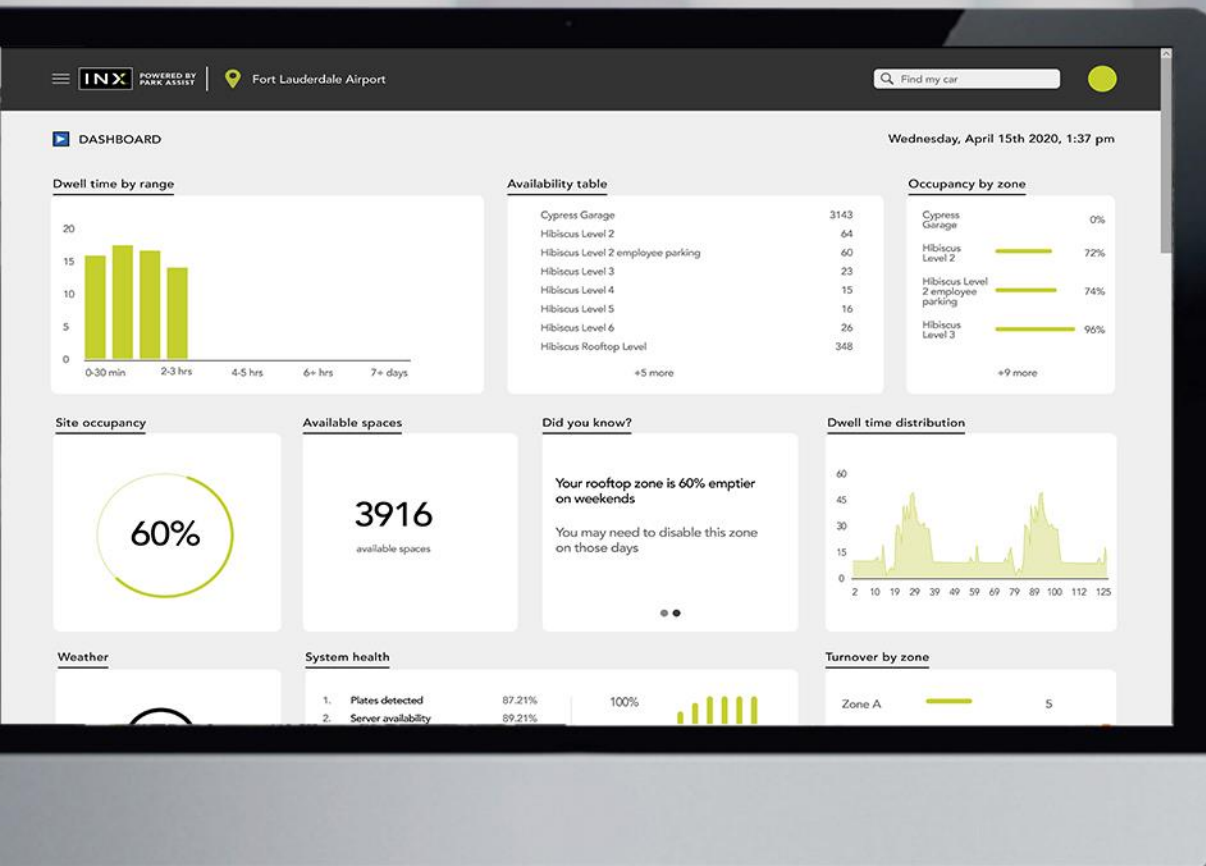 INX POWERED BY
PARK ASSIST
Fort Lauderdale Airport
Find my car
DASHBOARD
Wednesday, April 15th 2020, 1:37 pm
Dwell time by range
20
15
10
5
0
0-30 min 2-3 hrs 4-5 hrs 6+ hrs 7+ days
Availability table
Cypress Garage 3143
Hibiscus Level 2 64
Hibiscus Level 2 employee parking 60
Hibiscus Level 3 23
Hibiscus Level 4 15
Hibiscus Level 5 16
Hibiscus Level 6 26
Hibiscus Rooftop Level 348
+5 more
Occupancy by zone
Cypress
Garage 0%
Hibiscus
Level 2 72%
Hibiscus Level
2 employee
parking 74%
Hibiscus
Level 3 96%
+9 more
Site occupancy
60%
Available spaces
3916
available spaces
Did you know?
Your rooftop zone is 60% emptier
on weekends
You may need to disable this zone
on those days
Dwell time distribution
60
45
30
15
0
2 10 19 29 39 49 59 69 79 89 100 112 125
Weather
System health
1. Plates detected 87.21% 100%
2. Server availability 89.21%
Turnover by zone
Zone A 5